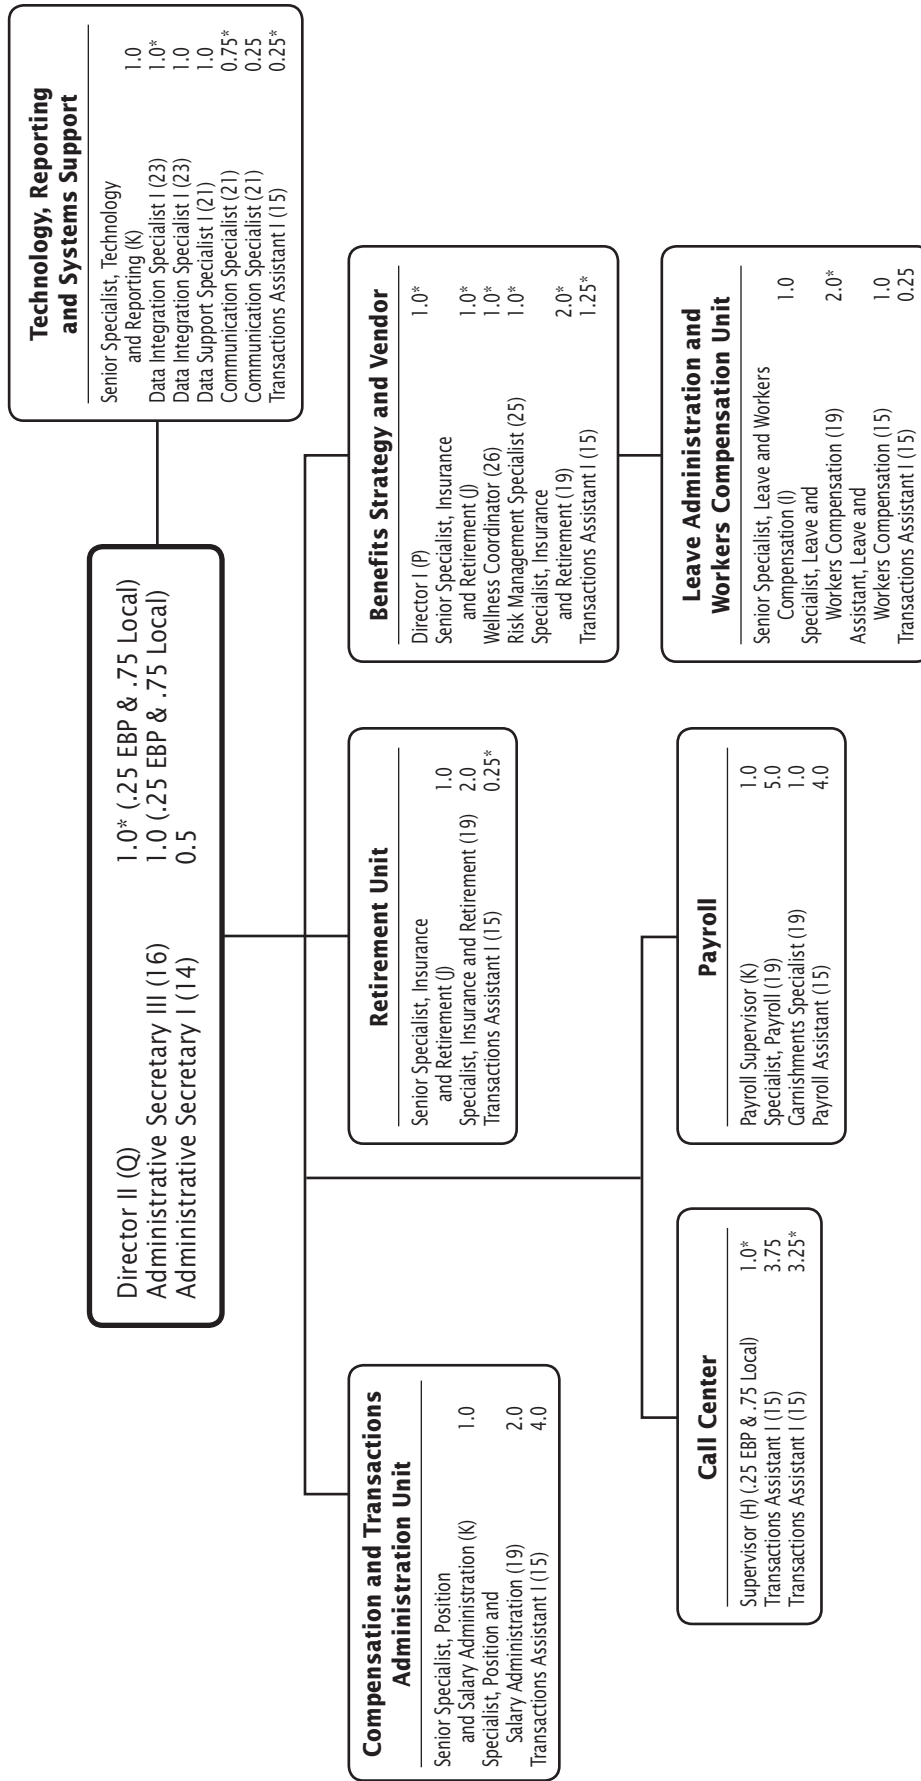 Director II (Q) 1.0* (.25 EBP & .75 Local)
Administrative Secretary III (16) 1.0 (.25 EBP & .75 Local)
Administrative Secretary I (14) 0.5
Technology, Reporting
and Systems Support
Senior Specialist, Technology
and Reporting (K) 1.0
Data Integration Specialist I (23) 1.0*
Data Integration Specialist I (23) 1.0
Data Support Specialist I (21) 1.0
Communication Specialist (21) 0.75*
Communication Specialist (21) 0.25
Transactions Assistant I (15) 0.25*
Compensation and Transactions
Administration Unit
Senior Specialist, Position
and Salary Administration (K) 1.0
Specialist, Position and
Salary Administration (19) 2.0
Transactions Assistant I (15) 4.0
Retirement Unit
Senior Specialist, Insurance
and Retirement (J) 1.0
Specialist, Insurance and Retirement (19) 2.0
Transactions Assistant I (15) 0.25*
Benefits Strategy and Vendor
Director I (P) 1.0*
Senior Specialist, Insurance
and Retirement (J) 1.0*
Wellness Coordinator (26) 1.0*
Risk Management Specialist (25) 1.0*
Specialist, Insurance
and Retirement (19) 2.0*
Transactions Assistant I (15) 1.25*
Call Center
Supervisor (H) (.25 EBP & .75 Local) 1.0*
Transactions Assistant I (15) 3.75
Transactions Assistant I (15) 3.25*
Payroll
Payroll Supervisor (K) 1.0
Specialist, Payroll (19) 5.0
Garnishments Specialist (19) 1.0
Payroll Assistant (15) 4.0
Leave Administration and
Workers Compensation Unit
Senior Specialist, Leave and Workers
Compensation (I) 1.0
Specialist, Leave and
Workers Compensation (19) 2.0*
Assistant, Leave and
Workers Compensation (15) 1.0
Transactions Assistant I (15) 0.25